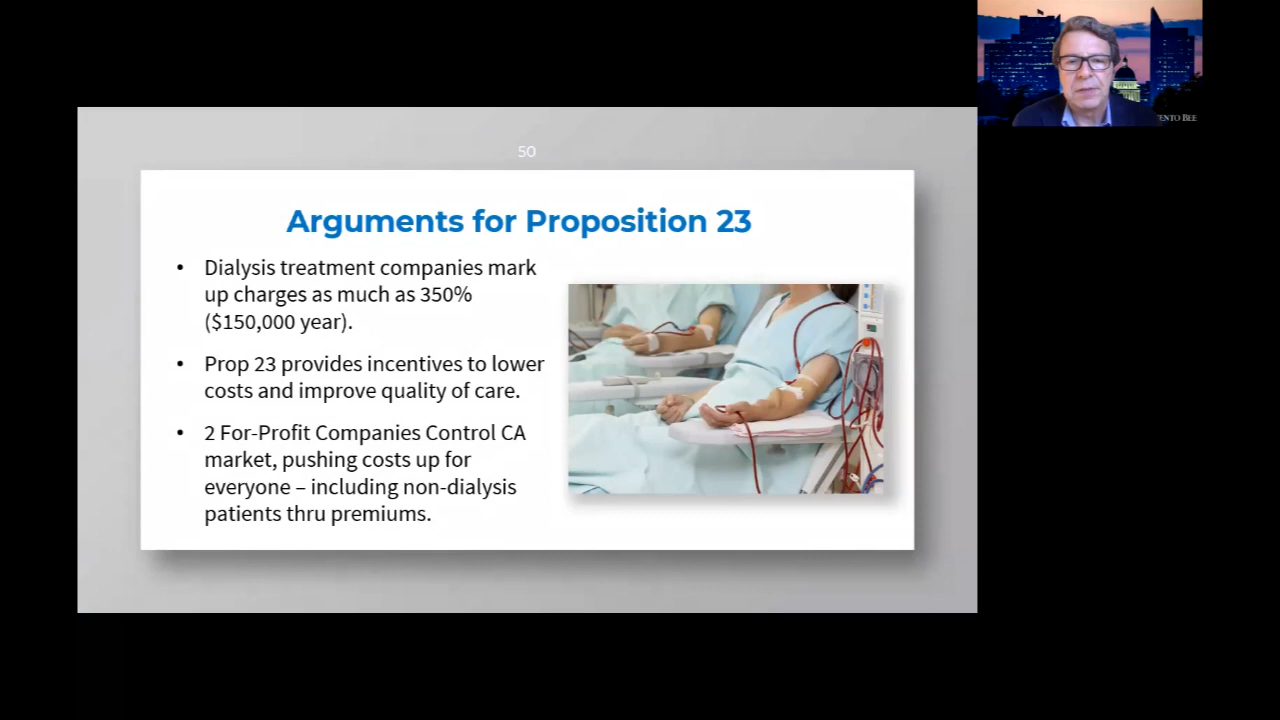 50
Arguments for Proposition 23
• Dialysis treatment companies mark
up charges as much as 350%
($150,000 year).
• Prop 23 provides incentives to lower
costs and improve quality of care.
• 2 For-Profit Companies Control CA
market, pushing costs up for
everyone – including non-dialysis
patients thru premiums.
ENTO BEE